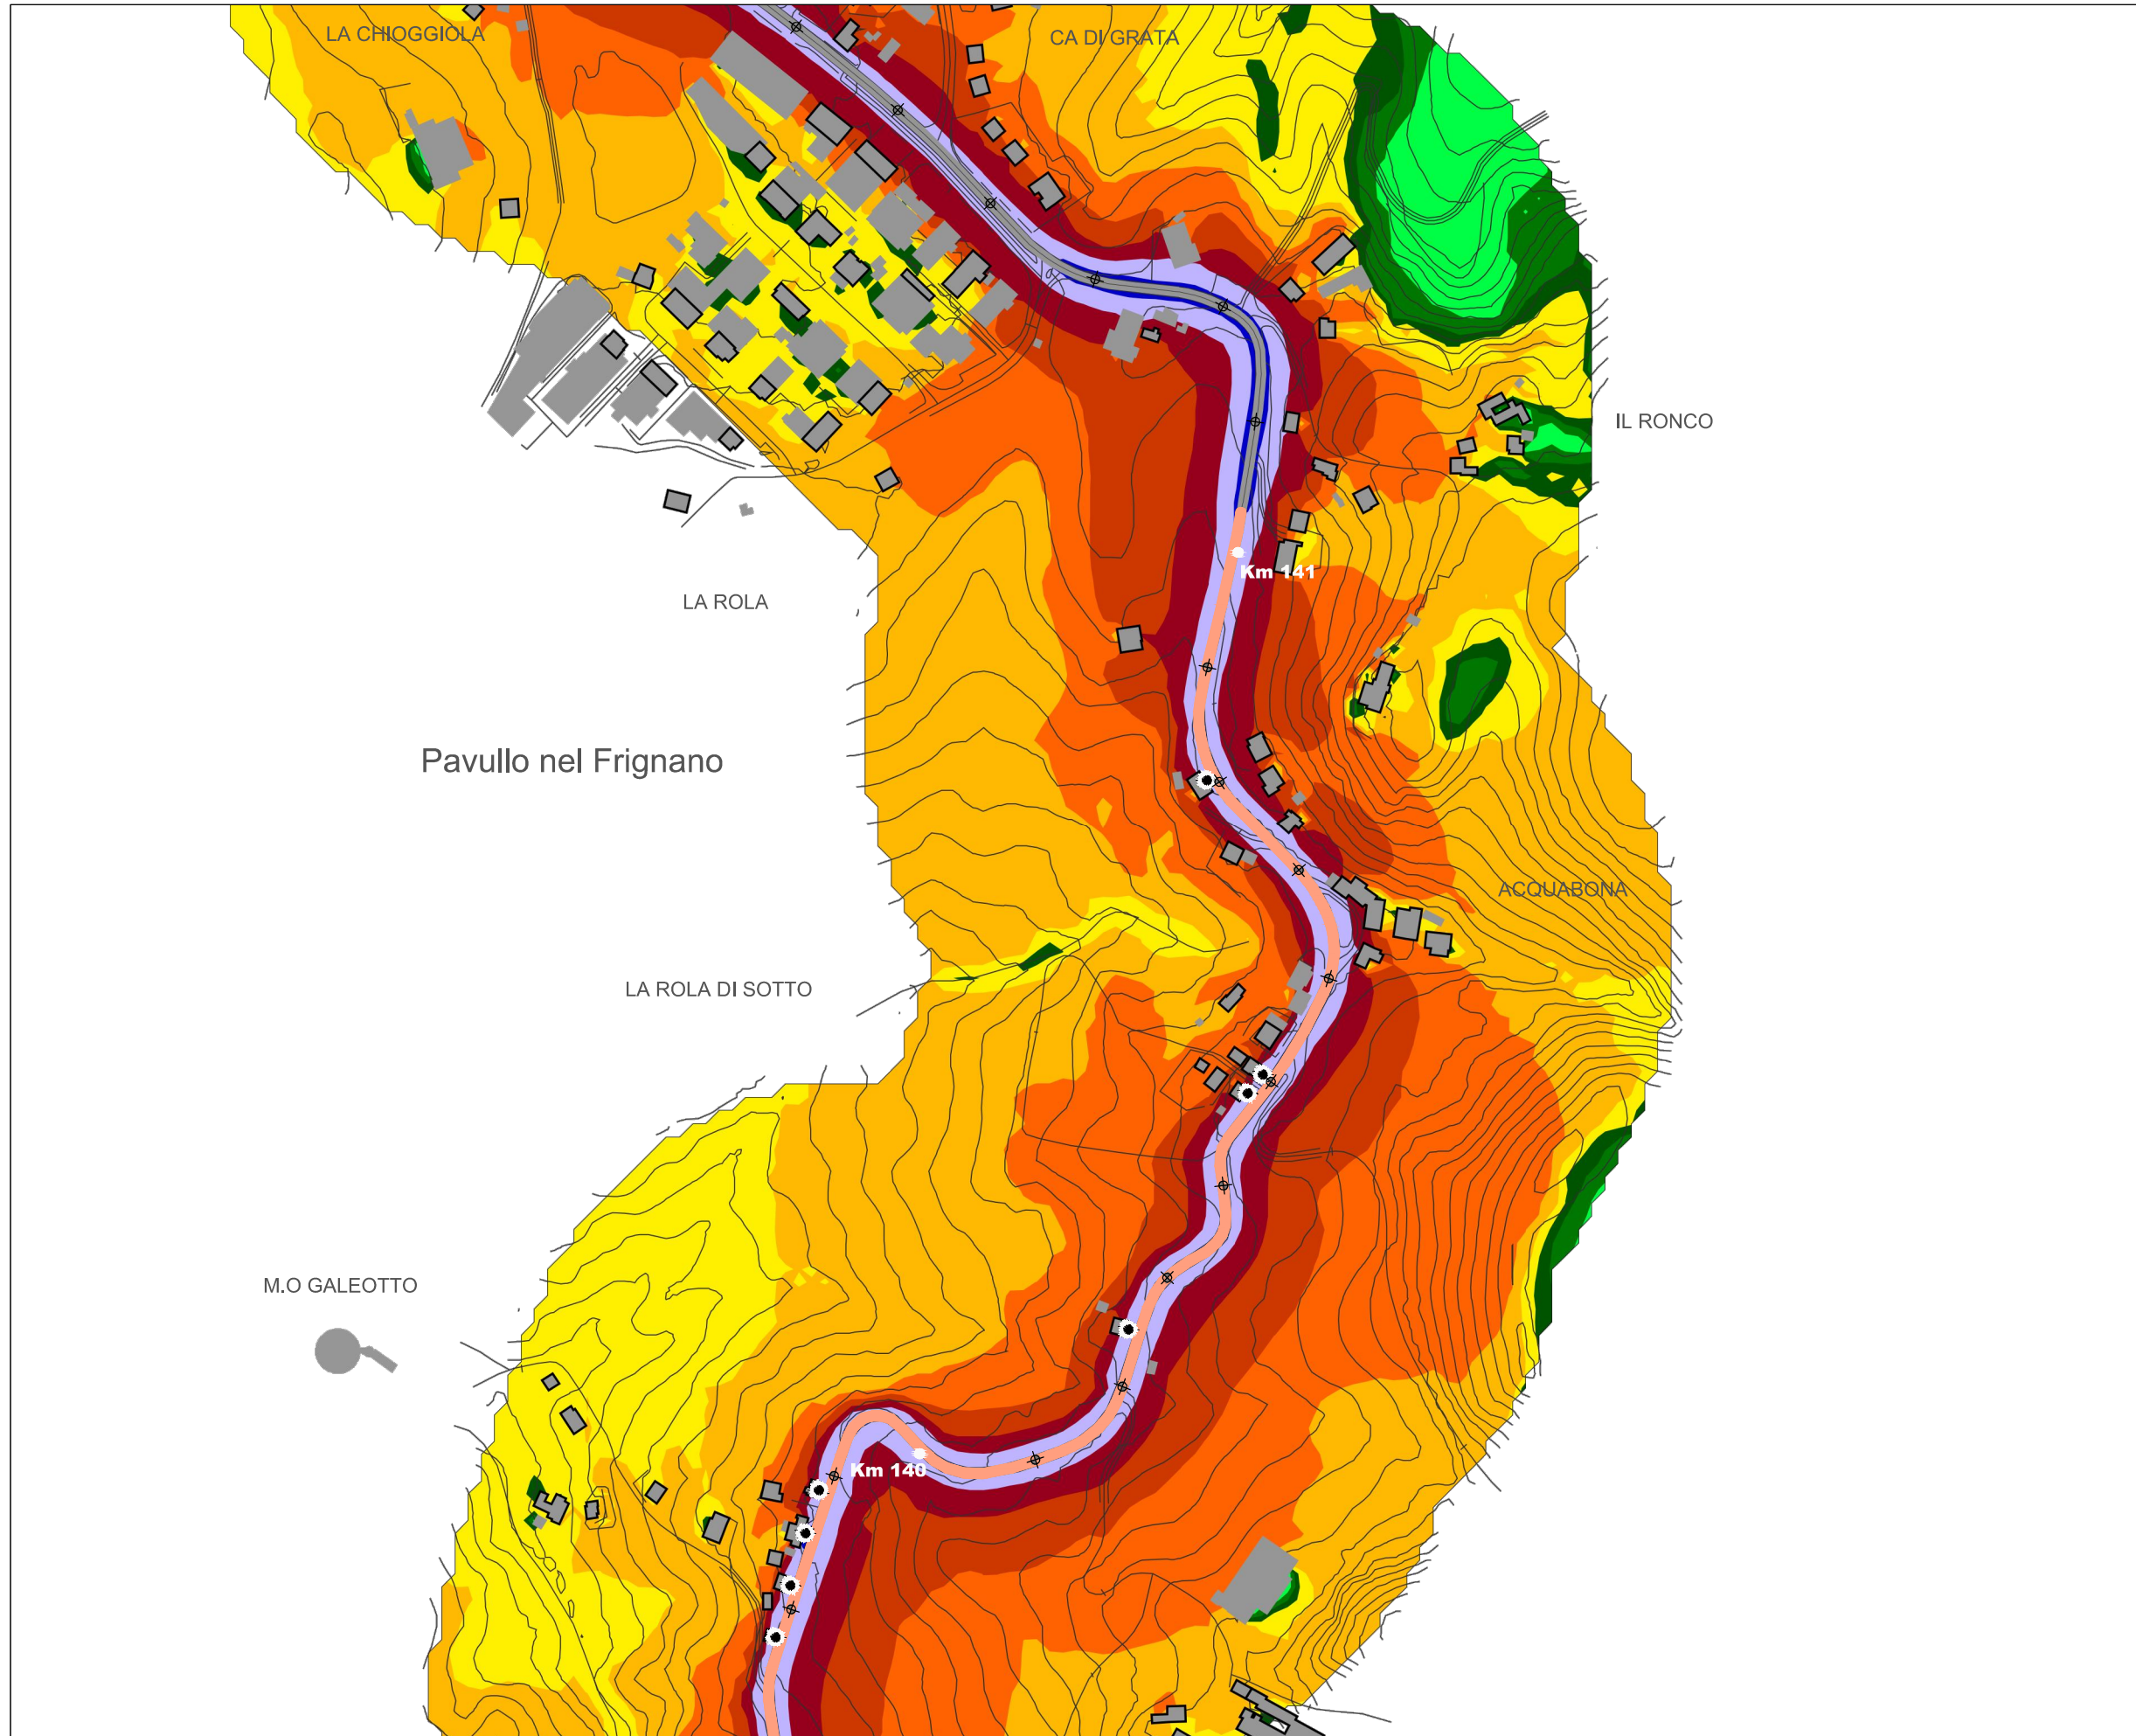 LA CHIOGGIOLA
CA DI GRATA
IL RONCO
Km 141
LA ROLA
Pavullo nel Frignano
ACQUABONA
LA ROLA DI SOTTO
M.O GALEOTTO
Km 140